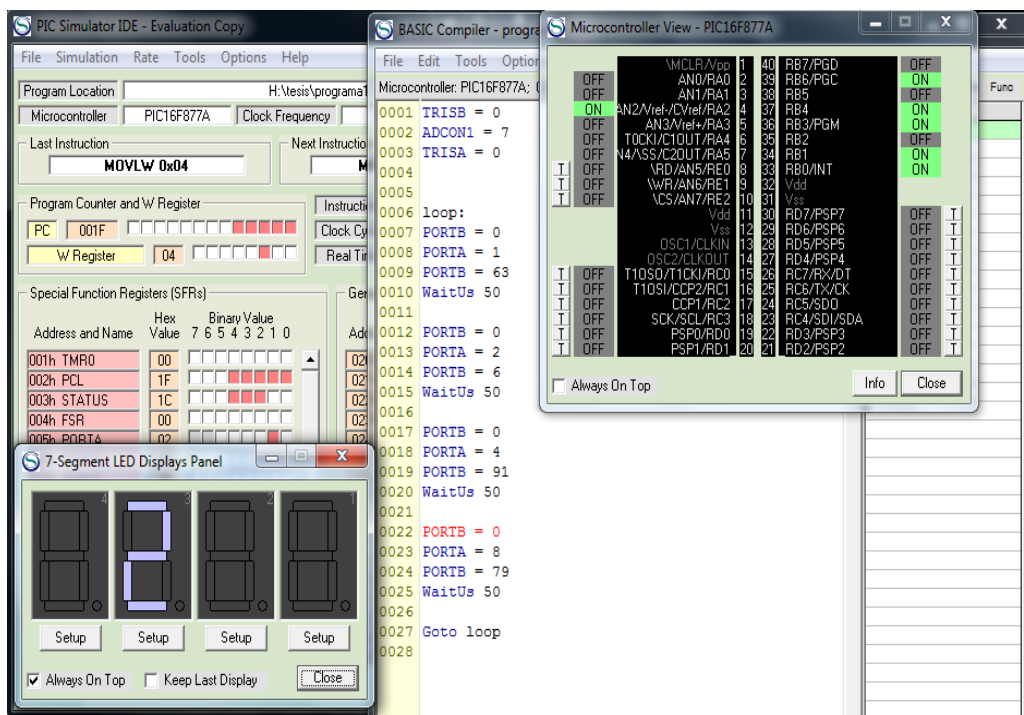 PIC Simulator IDE - Evaluation Copy
File Simulation Rate Tools Options Help
Program Location H:\tesis\programa1
Microcontroller PIC16F877A Clock Frequency
Last Instruction
MOVLW 0x04
Next Instructio
Program Counter and W Register
PC 001F
W Register 04
Instructi
Clock Cy
Real Ti
Special Function Registers (SFRs)
Ger
Hex Binary Value
Address and Name Value 7 6 5 4 3 2 1 0
Add
001h TMR0 00
002h PCL 1F
003h STATUS 1C
004h FSR 00
005h PORTA 02
7-Segment LED Displays Panel
4 3 2 1
Setup Setup Setup Setup
Always On Top Keep Last Display Close
BASIC Compiler - progra
File Edit Tools Option
Microcontroller: PIC16F877A;
0001 TRISB = 0
0002 ADCON1 = 7
0003 TRISA = 0
0004
0005
0006 loop:
0007 PORTB = 0
0008 PORTA = 1
0009 PORTB = 63
0010 WaitUs 50
0011
0012 PORTB = 0
0013 PORTA = 2
0014 PORTB = 6
0015 WaitUs 50
0016
0017 PORTB = 0
0018 PORTA = 4
0019 PORTB = 91
0020 WaitUs 50
0021
0022 PORTB = 0
0023 PORTA = 8
0024 PORTB = 79
0025 WaitUs 50
0026
0027 Goto loop
0028
Microcontroller View - PIC16F877A
\MCLR/Vpp 1 40 RB7/PGD OFF
OFF AN0/RA0 2 39 RB6/PGC ON
OFF AN1/RA1 3 38 RB5 OFF
ON AN2/Vref-/CVref/RA2 4 37 RB4 ON
OFF AN3/Vref+/RA3 5 36 RB3/PGM ON
OFF T0CKI/C1OUT/RA4 6 35 RB2 OFF
OFF N4/\SS/C2OUT/RA5 7 34 RB1 ON
T OFF \RD/AN5/RE0 8 33 RB0/INT ON
T OFF \WR/AN6/RE1 9 32 Vdd
T OFF \CS/AN7/RE2 10 31 Vss
Vdd 11 30 RD7/PSP7 OFF T
Vss 12 29 RD6/PSP6 OFF T
OSC1/CLKIN 13 28 RD5/PSP5 OFF T
OSC2/CLKOUT 14 27 RD4/PSP4 OFF T
T OFF T1OSO/T1CKI/RC0 15 26 RC7/RX/DT OFF T
T OFF T1OSI/CCP2/RC1 16 25 RC6/TX/CK OFF T
T OFF CCP1/RC2 17 24 RC5/SDO OFF T
T OFF SCK/SCL/RC3 18 23 RC4/SDI/SDA OFF T
T OFF PSP0/RD0 19 22 RD3/PSP3 OFF T
T OFF PSP1/RD1 20 21 RD2/PSP2 OFF T
Always On Top Info Close
Func